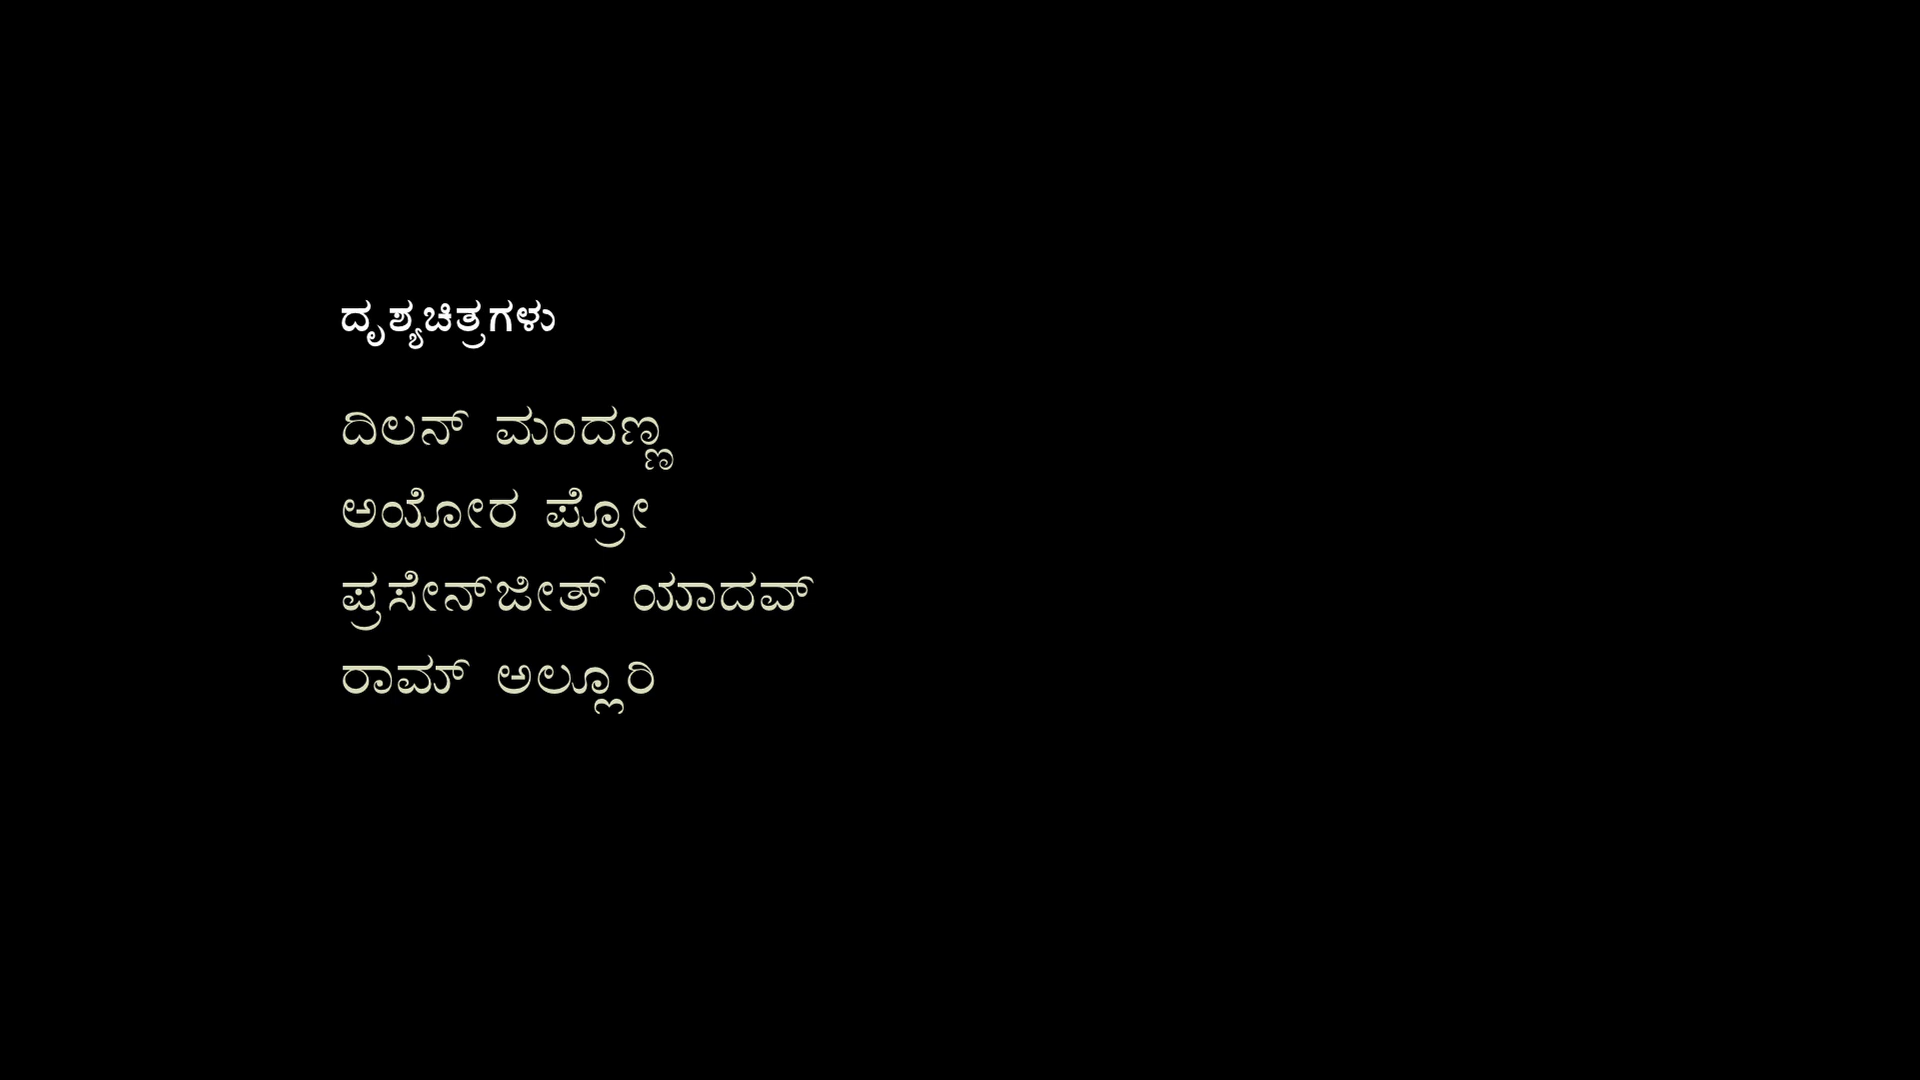 ದೃಶ್ಯಚಿತ್ರಗಳು
ದಿಲನ್ ಮಂದಣ್ಣ
ಅಯೋರ ಪ್ರೋ
ಪ್ರಸೇನ್‌ಜೀತ್ ಯಾದವ್
ರಾಮ್ ಅಲ್ಲೂರಿ